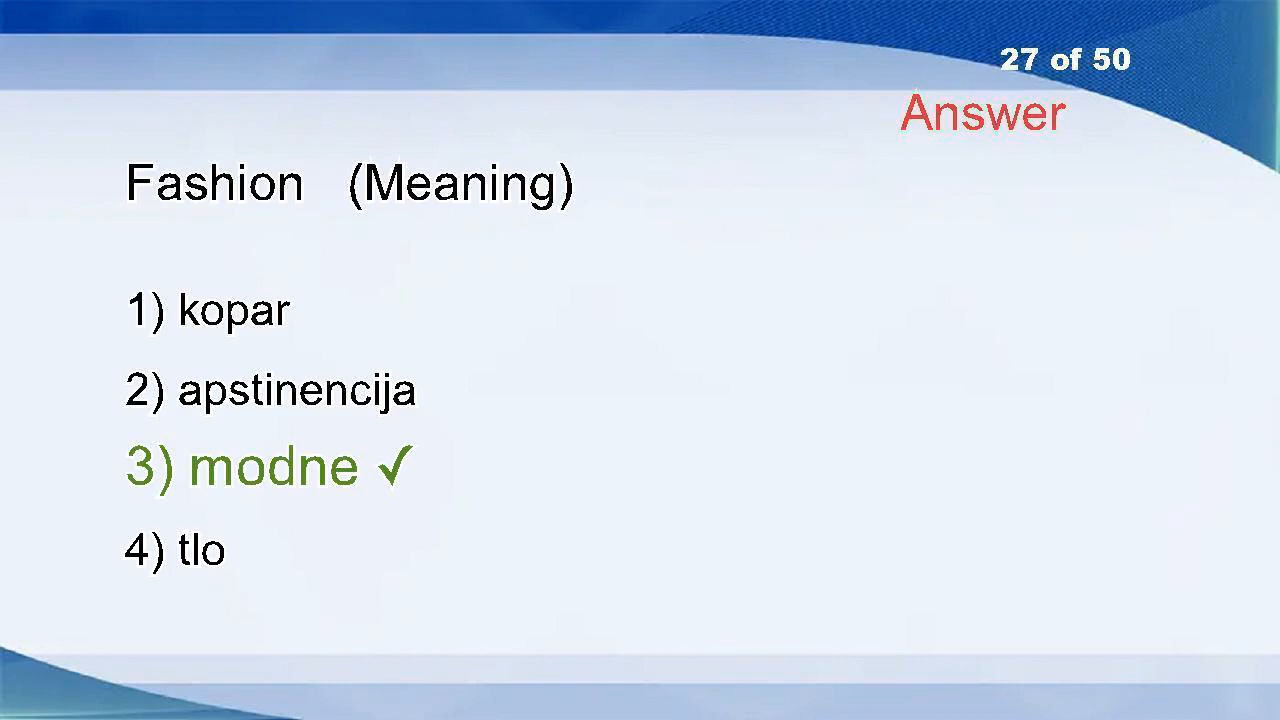 27 of 50
Answer
Fashion (Meaning)
1) kopar
2) apstinencija
3) modne ✓
4) tlo